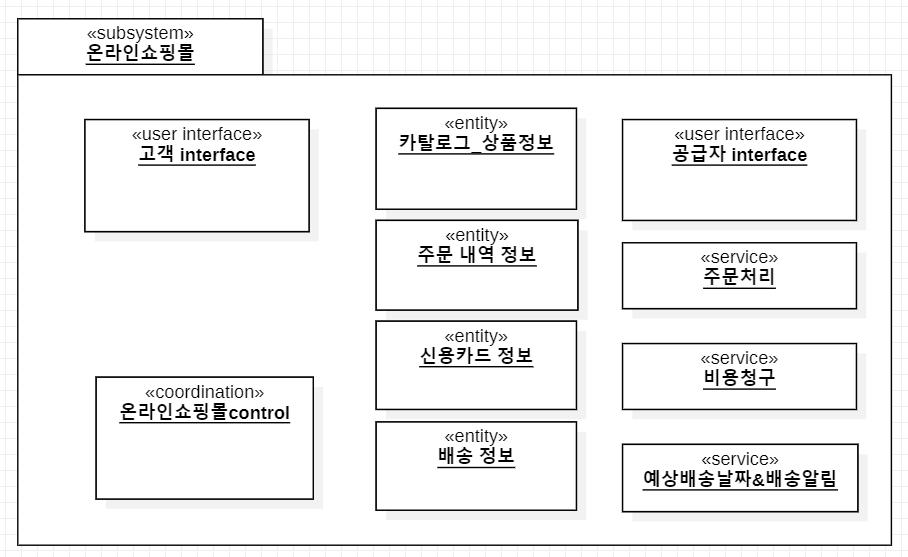 «subsystem»
온라인쇼핑몰
«user interface»
고객 interface
«coordination»
온라인쇼핑몰control
«entity»
카탈로그_상품정보
«entity»
주문 내역 정보
«entity»
신용카드 정보
«entity»
배송 정보
«user interface»
공급자 interface
«service»
주문처리
«service»
비용청구
«service»
예상배송날짜&배송알림